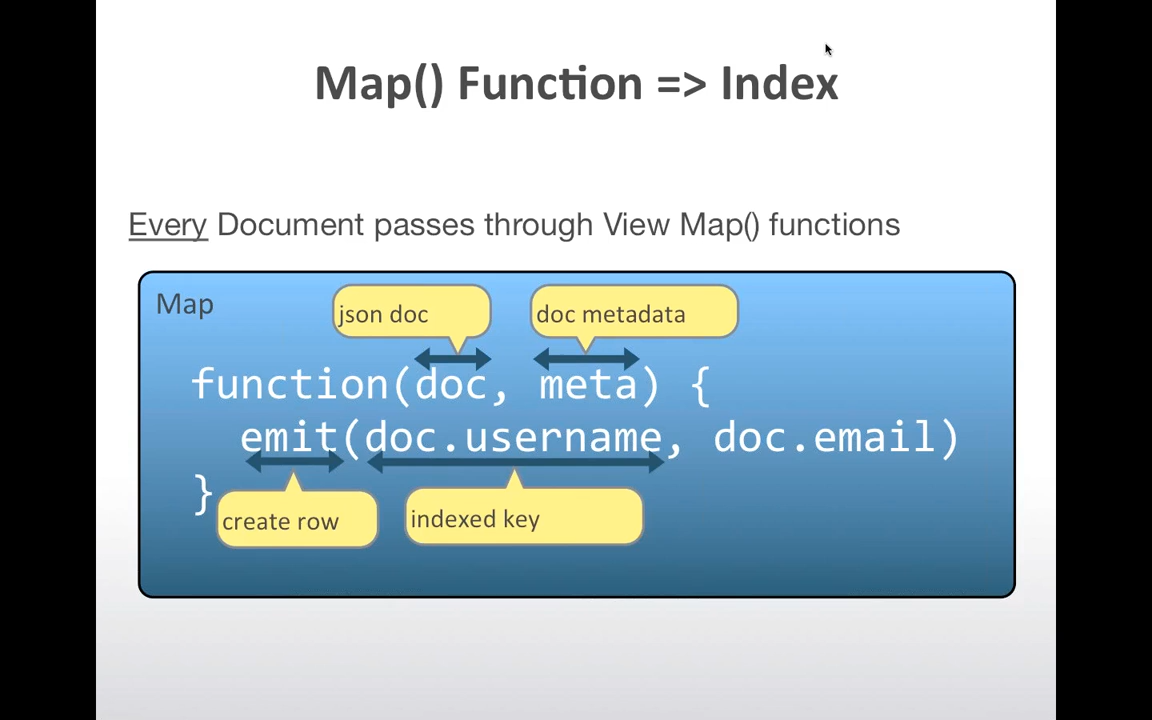 Map() Function => Index
Every Document passes through View Map() functions
Map
json doc
doc metadata
function(doc, meta) {
emit(doc.username, doc.email)
}
create row
indexed key